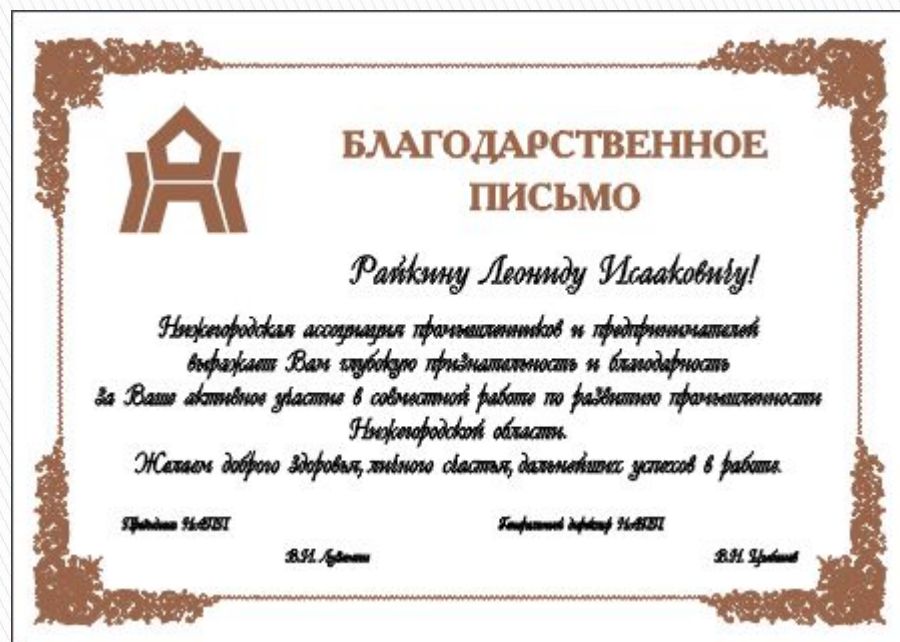 БЛАГОДАРСТВЕННОЕ
ПИСЬМО
Райкину Леониду Исааковичу!
Нижегородская ассоциация промышленников и предпринимателей
выражает Вам глубокую признательность и благодарность
за Ваше активное участие в совместной работе по развитию промышленности
Нижегородской области.
Желаем доброго здоровья, личного счастья, дальнейших успехов в работе.
НАПП
Генеральный директор НАПП
В.И.
В.Н.